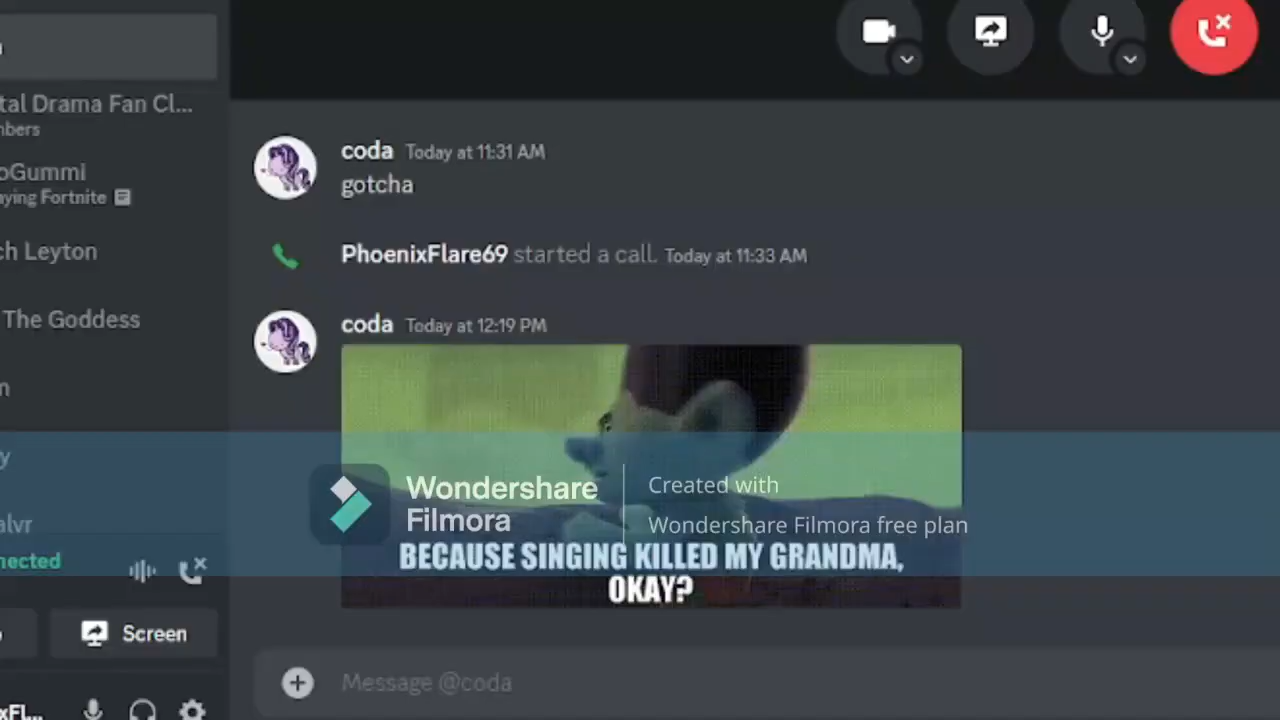 tal Drama Fan Cl...
nbers
oGummi
aying Fortnite
ch Leyton
The Goddess
alvr
nected
Screen
xFl...
coda Today at 11:31 AM
gotcha
PhoenixFlare69 started a call. Today at 11:33 AM
coda Today at 12:19 PM
Wondershare
Filmora
Created with
Wondershare Filmora free plan
BECAUSE SINGING KILLED MY GRANDMA,
OKAY?
Message @coda